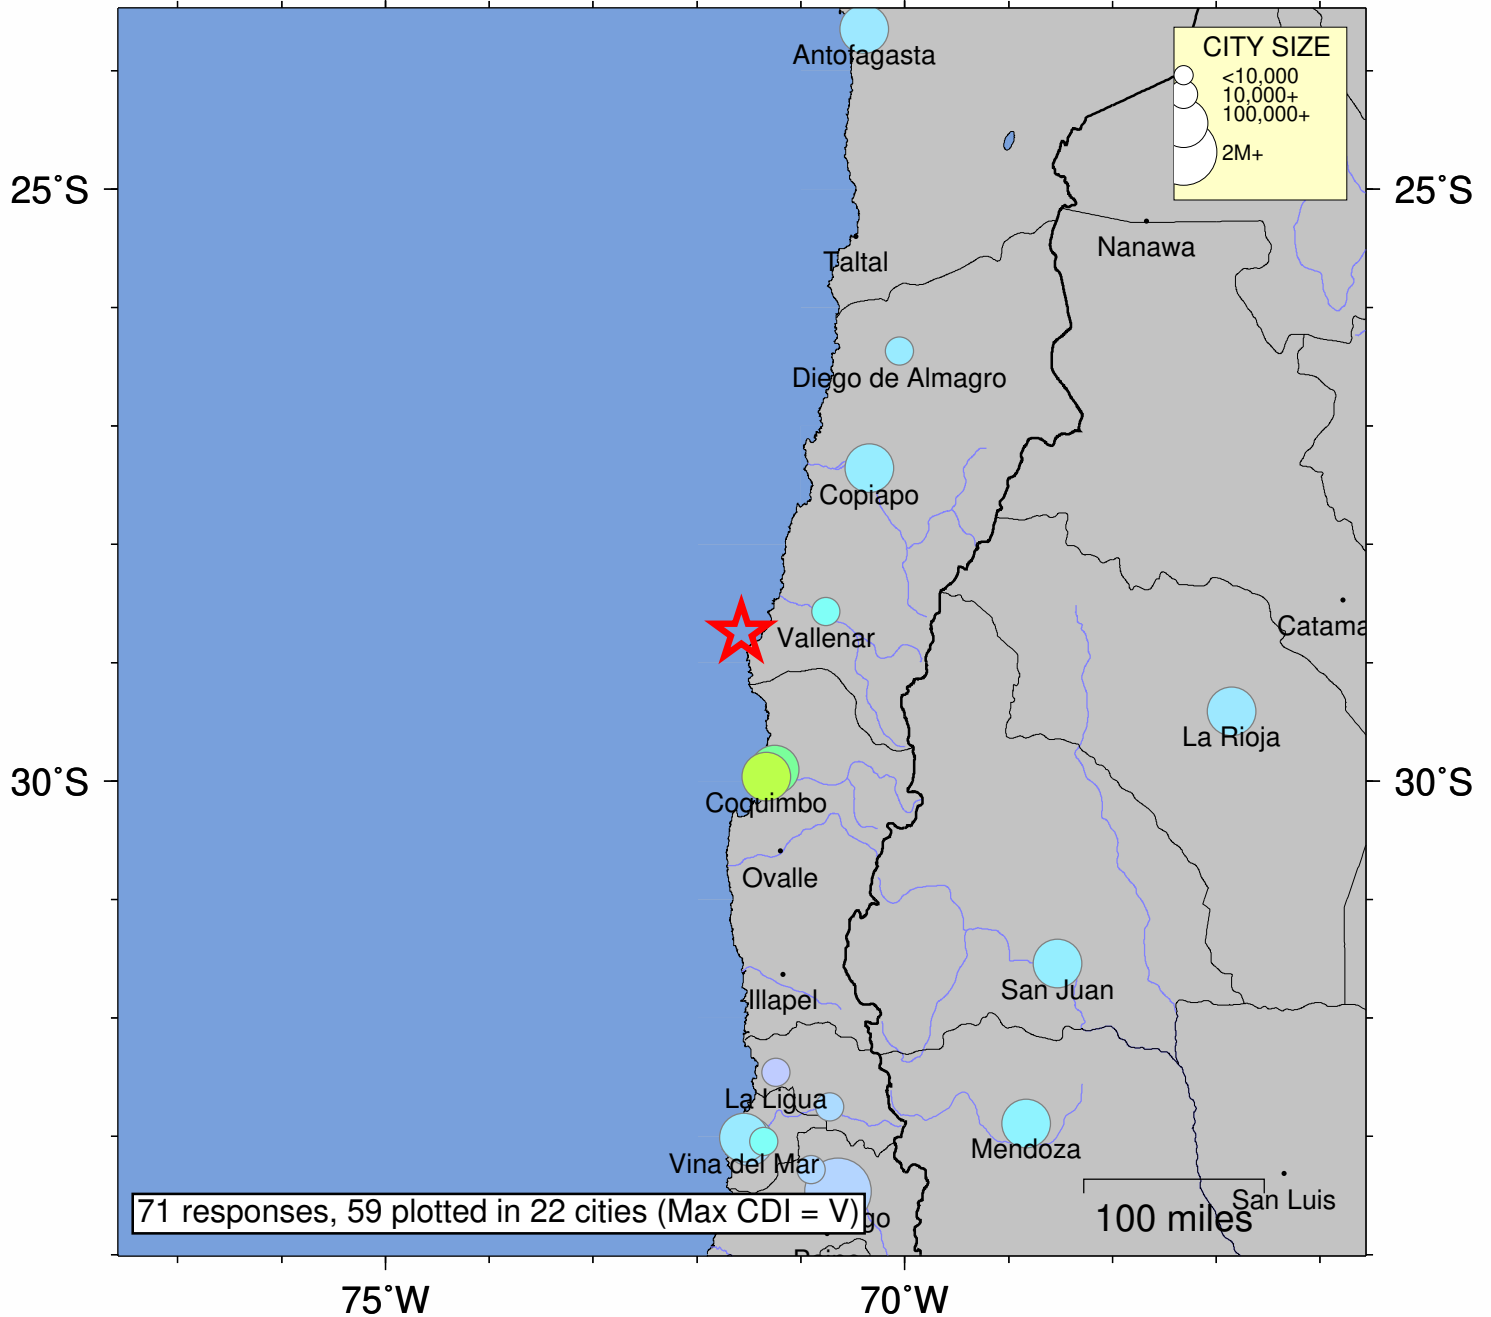 Antofagasta
CITY SIZE
<10,000
10,000+
100,000+
2M+
25°S
25°S
Taltal
Nanawa
Diego de Almagro
Copiapo
Vallenar
Catama
La Rioja
30°S
30°S
Coquimbo
Ovalle
Illapel
San Juan
La Ligua
Mendoza
Vina del Mar
San Luis
71 responses, 59 plotted in 22 cities (Max CDI = V)
go
100 miles
75°W
70°W